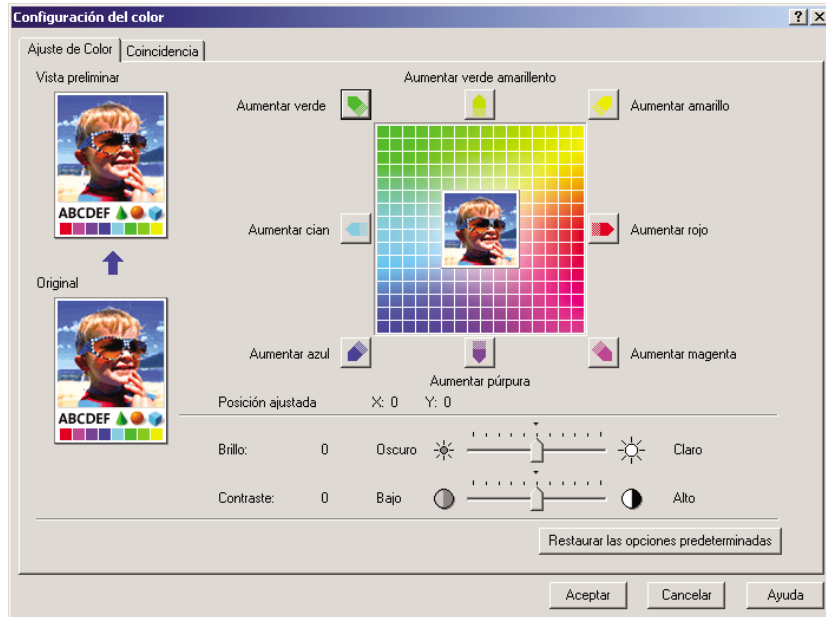 Configuración del color
Ajuste de Color
Coincidencia
Vista preliminar
ABCDEF
Original
ABCDEF
Aumentar verde amarillento
Aumentar verde
Aumentar amarillo
Aumentar cian
Aumentar rojo
Aumentar azul
Aumentar magenta
Aumentar púrpura
Posición ajustada X: 0 Y: 0
Brillo: 0 Oscuro Claro
Contraste: 0 Bajo Alto
Restaurar las opciones predeterminadas
Aceptar Cancelar Ayuda